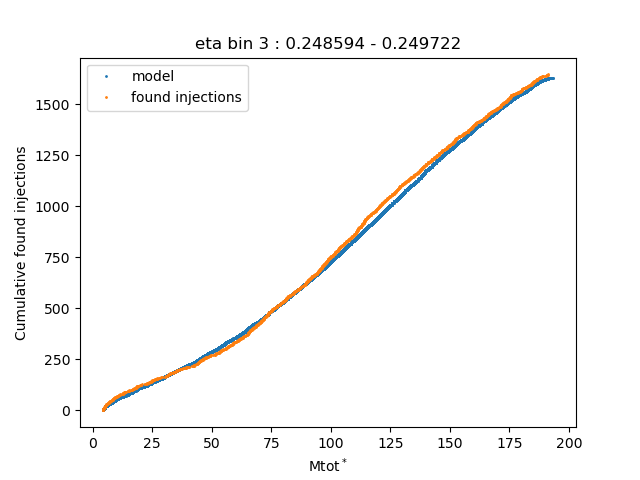 eta bin 3 : 0.248594 - 0.249722
model
found injections
Cumulative found injections
1500
1250
1000
750
500
250
0
0 25 50 75 100 125 150 175 200
Mtot*